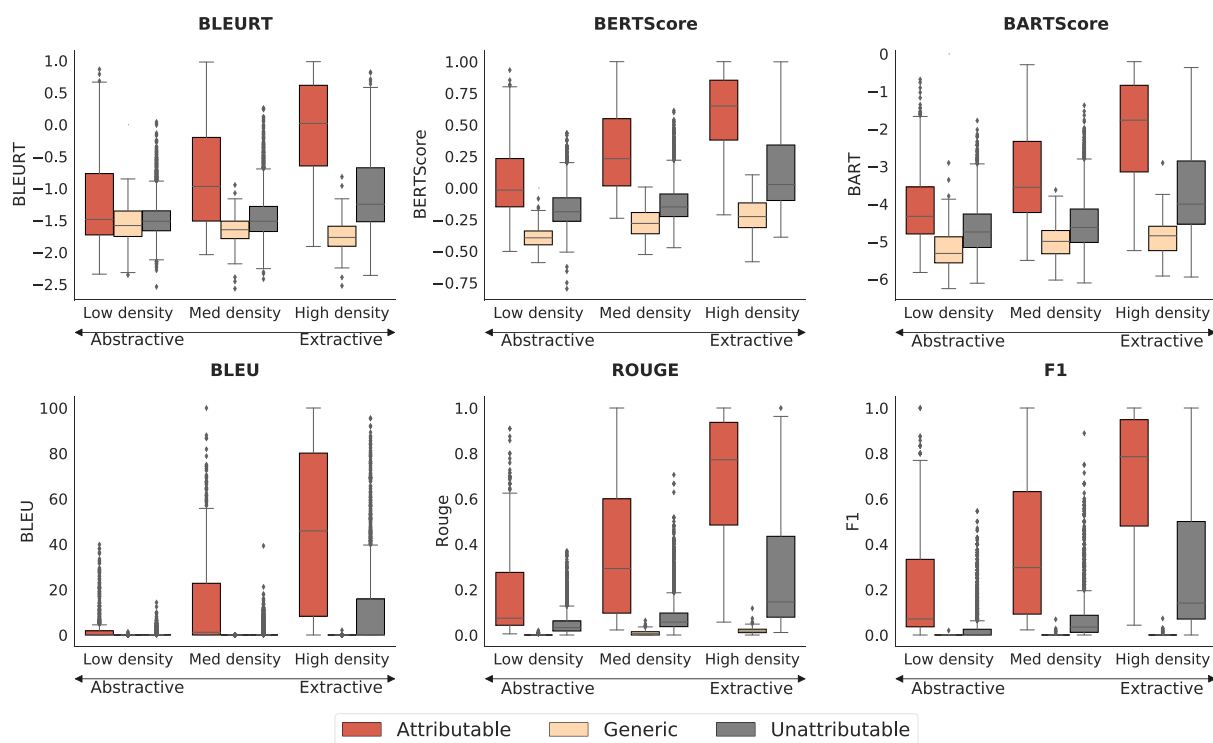 BLEURT
BERTScore
BARTScore
BLEURT
1.0
0.5
0.0
−0.5
−1.0
−1.5
−2.0
−2.5
Low density Med density High density
Abstractive Extractive
BERTScore
1.00
0.75
0.50
0.25
0.00
−0.25
−0.50
−0.75
Low density Med density High density
Abstractive Extractive
BART
0
−1
−2
−3
−4
−5
−6
Low density Med density High density
Abstractive Extractive
BLEU
ROUGE
F1
BLEU
100
80
60
40
20
0
Low density Med density High density
Abstractive Extractive
Rouge
1.0
0.8
0.6
0.4
0.2
0.0
Low density Med density High density
Abstractive Extractive
F1
1.0
0.8
0.6
0.4
0.2
0.0
Low density Med density High density
Abstractive Extractive
Attributable Generic Unattributable